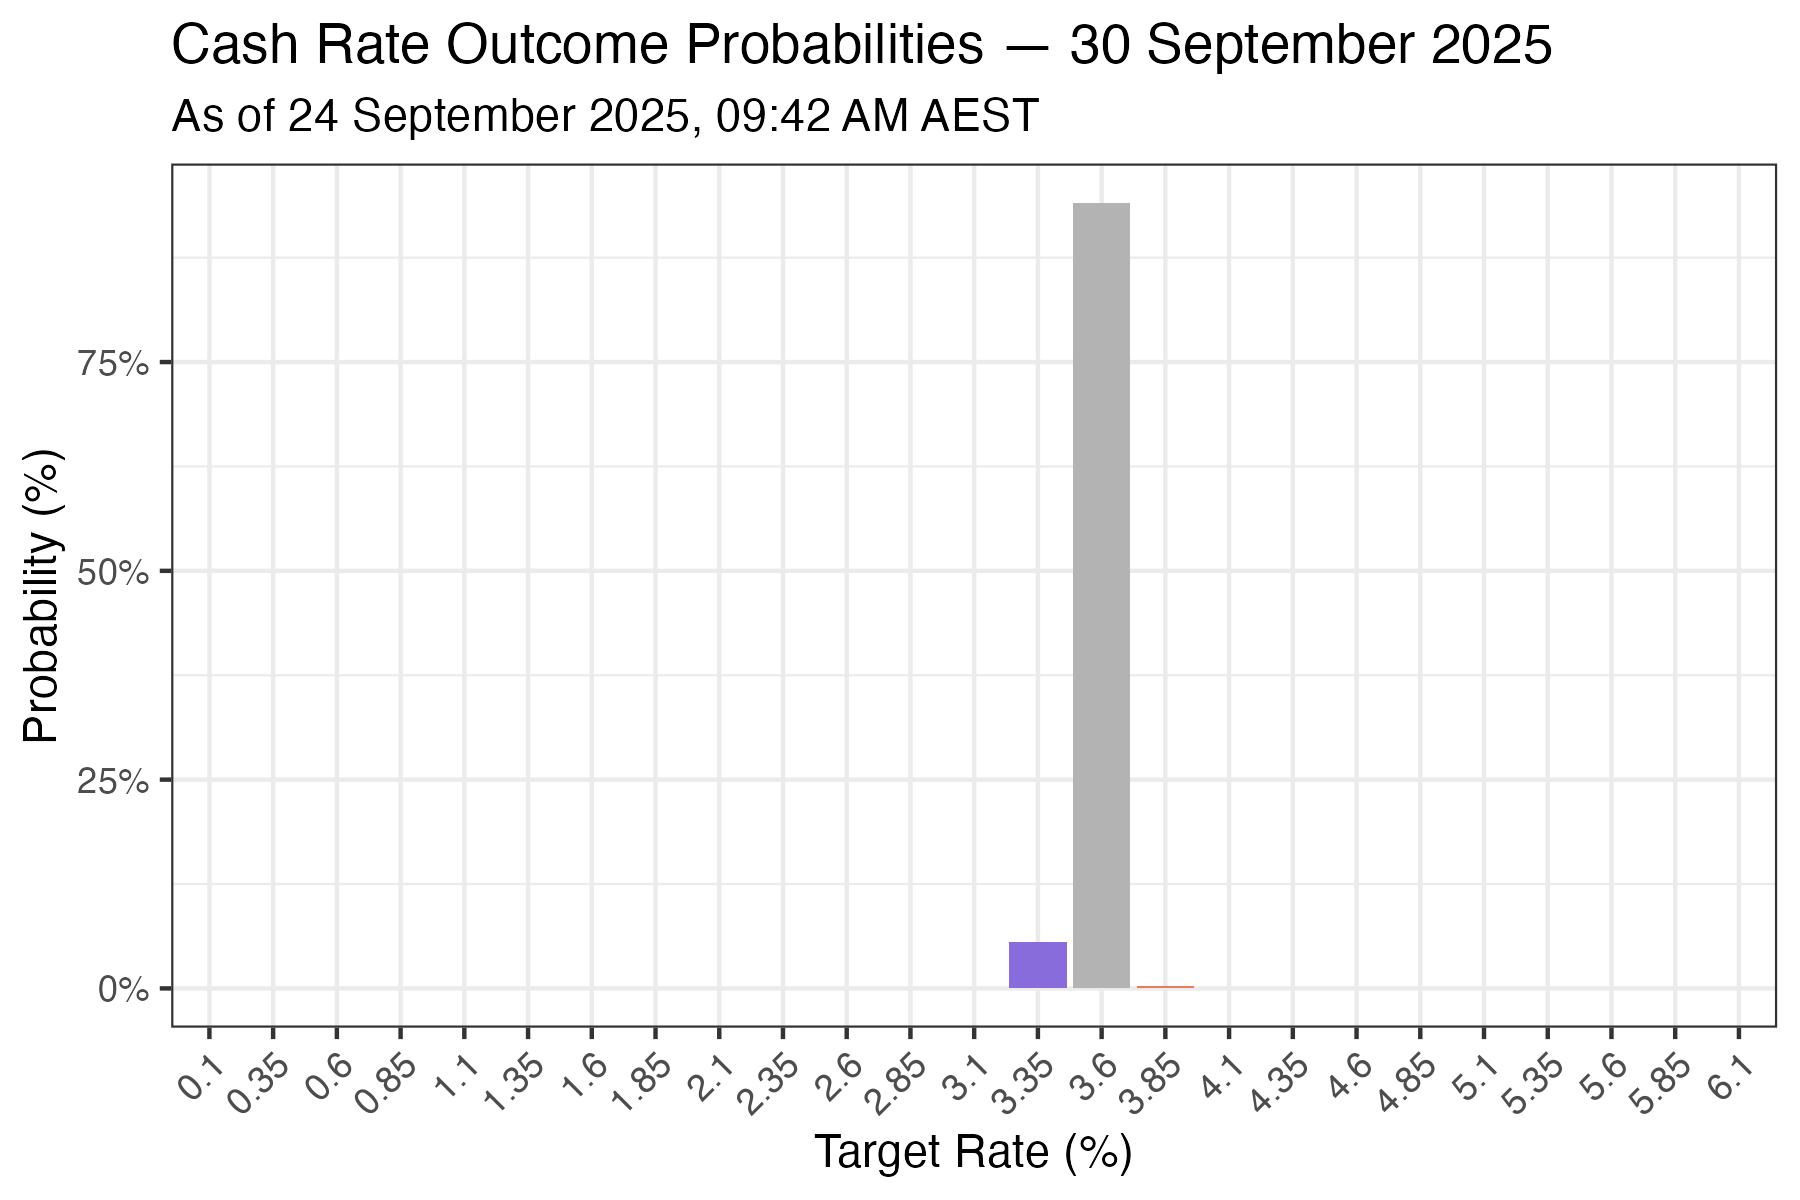 Cash Rate Outcome Probabilities — 30 September 2025
As of 24 September 2025, 09:42 AM AEST
Probability (%)
75%
50%
25%
0%
0.1 0.35 0.6 0.85 1.1 1.35 1.6 1.85 2.1 2.35 2.6 2.85 3.1 3.35 3.6 3.85 4.1 4.35 4.6 4.85 5.1 5.35 5.6 5.85 6.1
Target Rate (%)